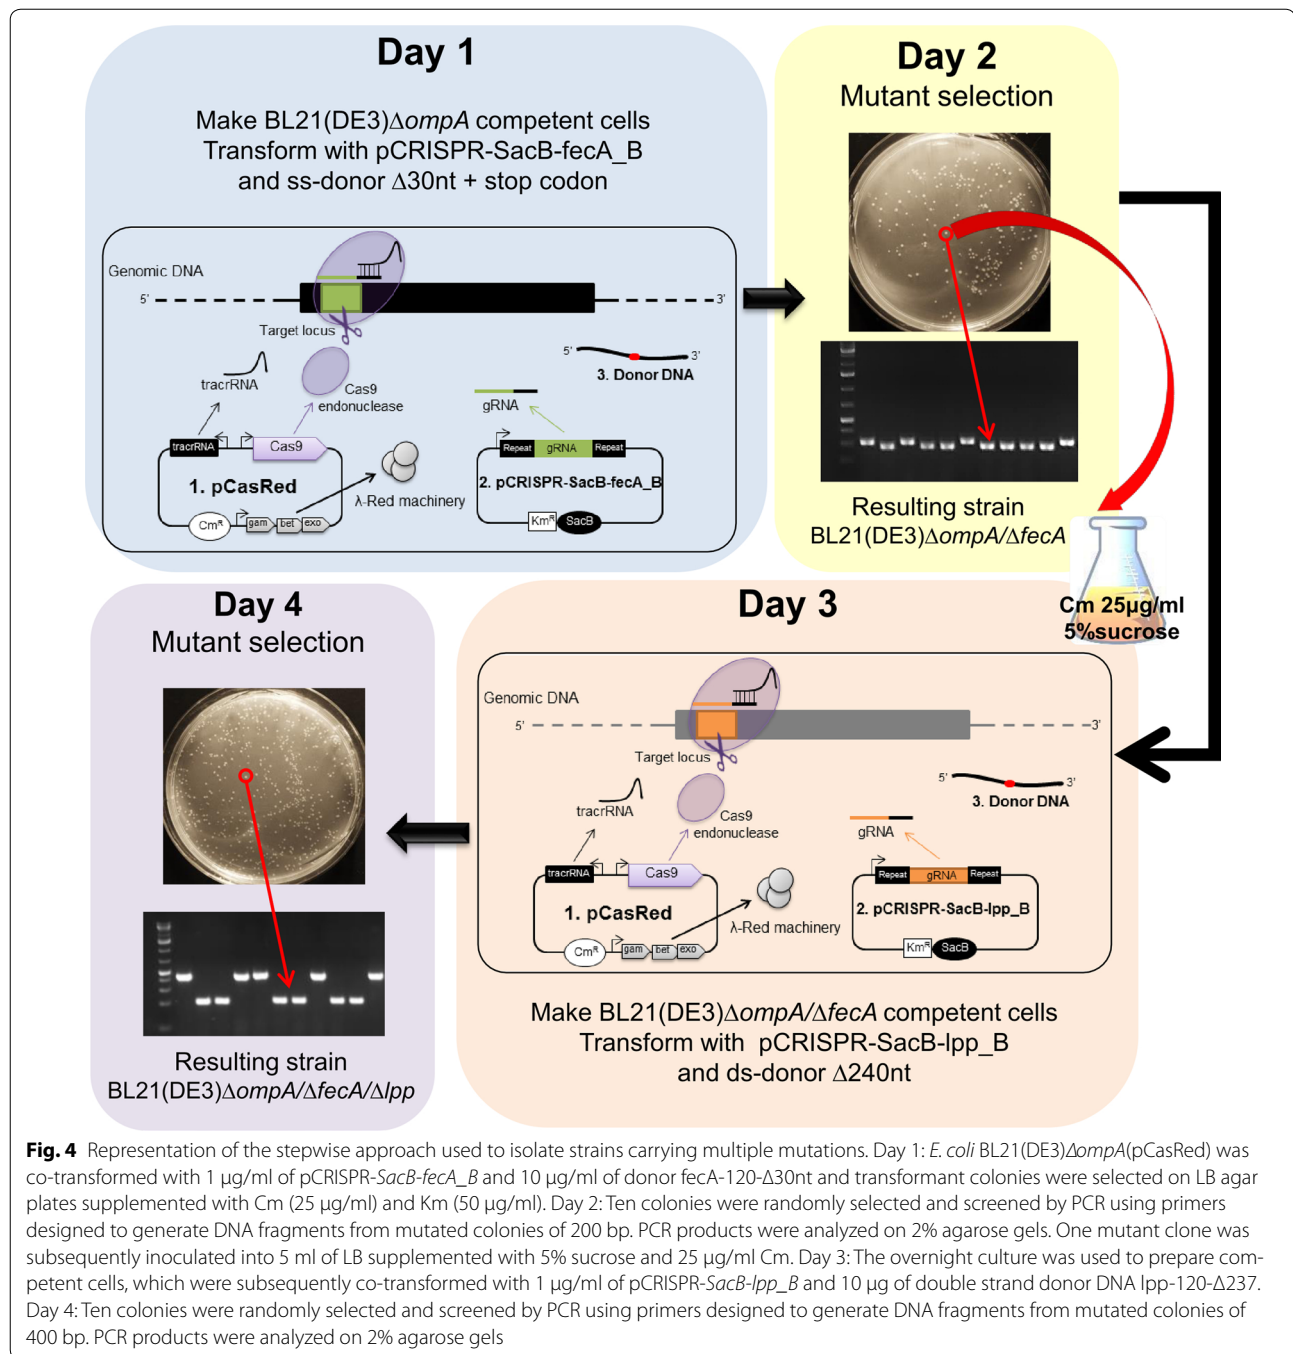 Day 1
Make BL21(DE3)ΔompA competent cells
Transform with pCRISPR-SacB-fecA_B
and ss-donor Δ30nt + stop codon
Genomic DNA
5'
3'
Target locus
tracrRNA
Cas9
endonuclease
5'
3'
3. Donor DNA
gRNA
tracrRNA
Cas9
1. pCasRed
CmR
gam
bet
exo
λ-Red machinery
Repeat
gRNA
Repeat
2. pCRISPR-SacB-fecA_B
KmR
SacB
Day 2
Mutant selection
Resulting strain
BL21(DE3)ΔompA/ΔfecA
Cm 25µg/ml
5%sucrose
Day 3
Genomic DNA
5'
3'
Target locus
tracrRNA
Cas9
endonuclease
5'
3'
3. Donor DNA
gRNA
tracrRNA
Cas9
1. pCasRed
CmR
gam
bet
exo
λ-Red machinery
Repeat
gRNA
Repeat
2. pCRISPR-SacB-lpp_B
KmR
SacB
Make BL21(DE3)ΔompA/ΔfecA competent cells
Transform with pCRISPR-SacB-lpp_B
and ds-donor Δ240nt
Day 4
Mutant selection
Resulting strain
BL21(DE3)ΔompA/ΔfecA/Δlpp
Fig. 4 Representation of the stepwise approach used to isolate strains carrying multiple mutations. Day 1: E. coli BL21(DE3)ΔompA(pCasRed) was
co-transformed with 1 µg/ml of pCRISPR-SacB-fecA_B and 10 µg/ml of donor fecA-120-Δ30nt and transformant colonies were selected on LB agar
plates supplemented with Cm (25 µg/ml) and Km (50 µg/ml). Day 2: Ten colonies were randomly selected and screened by PCR using primers
designed to generate DNA fragments from mutated colonies of 200 bp. PCR products were analyzed on 2% agarose gels. One mutant clone was
subsequently inoculated into 5 ml of LB supplemented with 5% sucrose and 25 µg/ml Cm. Day 3: The overnight culture was used to prepare com-
petent cells, which were subsequently co-transformed with 1 µg/ml of pCRISPR-SacB-lpp_B and 10 µg of double strand donor DNA lpp-120-Δ237.
Day 4: Ten colonies were randomly selected and screened by PCR using primers designed to generate DNA fragments from mutated colonies of
400 bp. PCR products were analyzed on 2% agarose gels